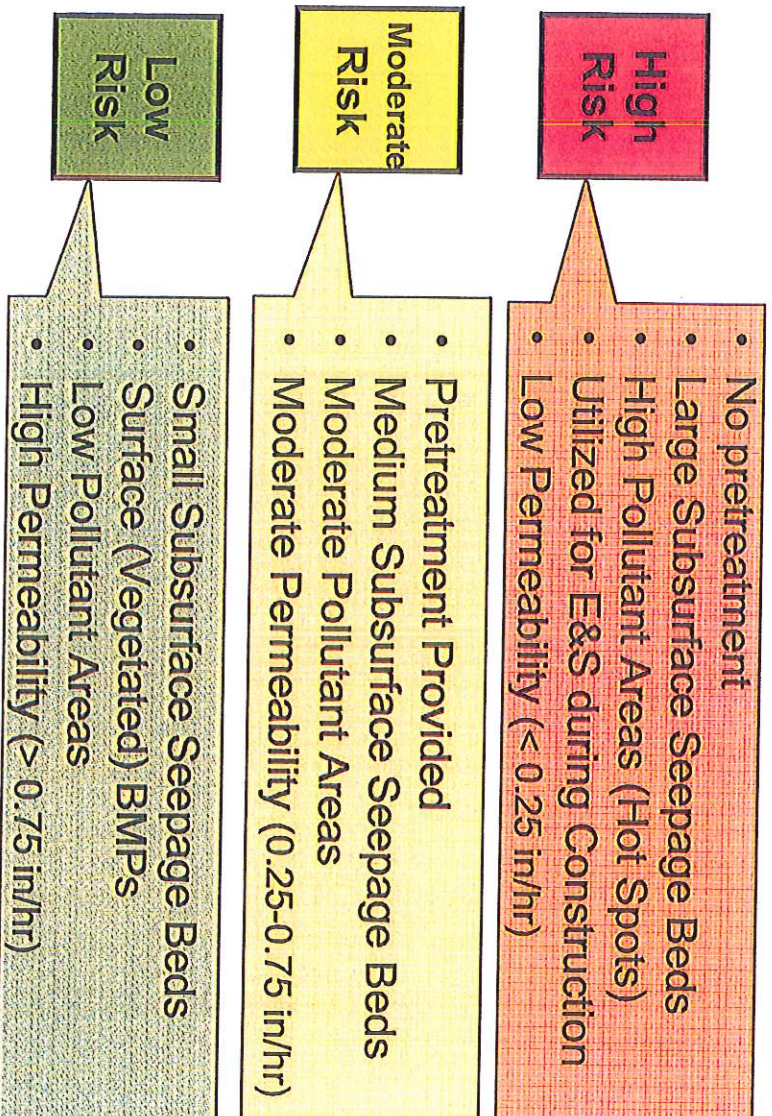 High
Risk
• No pretreatment
• Large Subsurface Seepage Beds
• High Pollutant Areas (Hot Spots)
• Utilized for E&S during Construction
• Low Permeability (< 0.25 in/hr)
Moderate
Risk
• Pretreatment Provided
• Medium Subsurface Seepage Beds
• Moderate Pollutant Areas
• Moderate Permeability (0.25-0.75 in/hr)
Low
Risk
• Small Subsurface Seepage Beds
• Surface (Vegetated) BMPs
• Low Pollutant Areas
• High Permeability (> 0.75 in/hr)